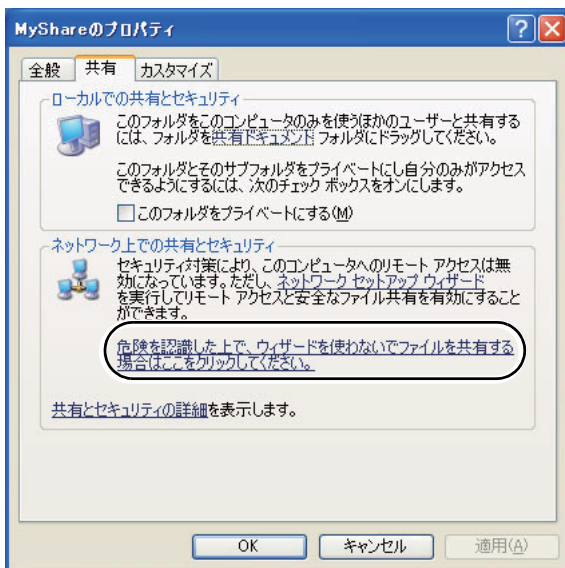 MyShareのプロパティ
全般 共有 カスタマイズ
ローカルでの共有とセキュリティ
このフォルダをこのコンピュータのみを使うほかのユーザーと共有する
には、フォルダを共有ドキュメント フォルダにドラッグしてください。
このフォルダとそのサブフォルダをプライベートにし自分のみがアクセス
できるようにするには、次のチェック ボックスをオンにします。
このフォルダをプライベートにする(M)
ネットワーク上での共有とセキュリティ
セキュリティ対策により、このコンピュータへのリモート アクセスは無
効になっています。ただし、ネットワーク セットアップ ウィザード
を実行してリモート アクセスと安全なファイル共有を有効にすること
ができます。
危険を認識した上で、ウィザードを使わないでファイルを共有する
場合はここをクリックしてください。
共有とセキュリティの詳細を表示します。
OK キャンセル 適用(A)